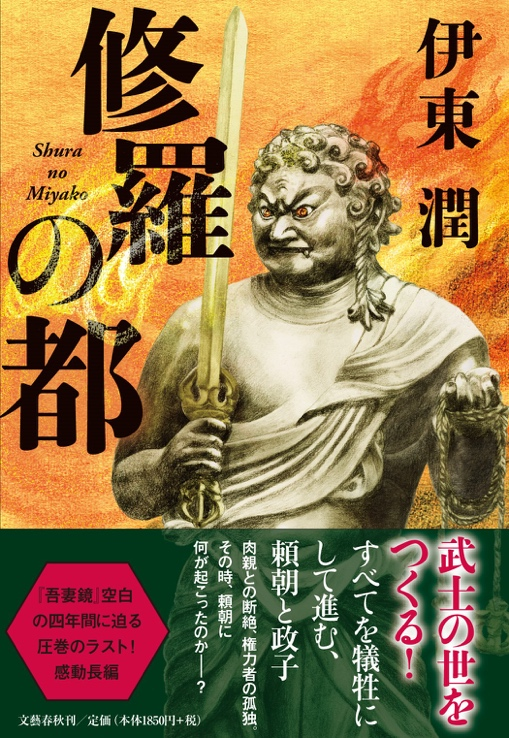 修羅の都
Shura
no
Miyako
伊東 潤
武士の世を
つくる!
すべてを犠牲に
して進む、
頼朝と政子
肉親との断絶、権力者の孤独。
その時、頼朝に
何が起こったのか――?
『吾妻鏡』空白
の四年間に迫る
圧巻のラスト!
感動長編
文藝春秋刊／定価(本体1850円+税)